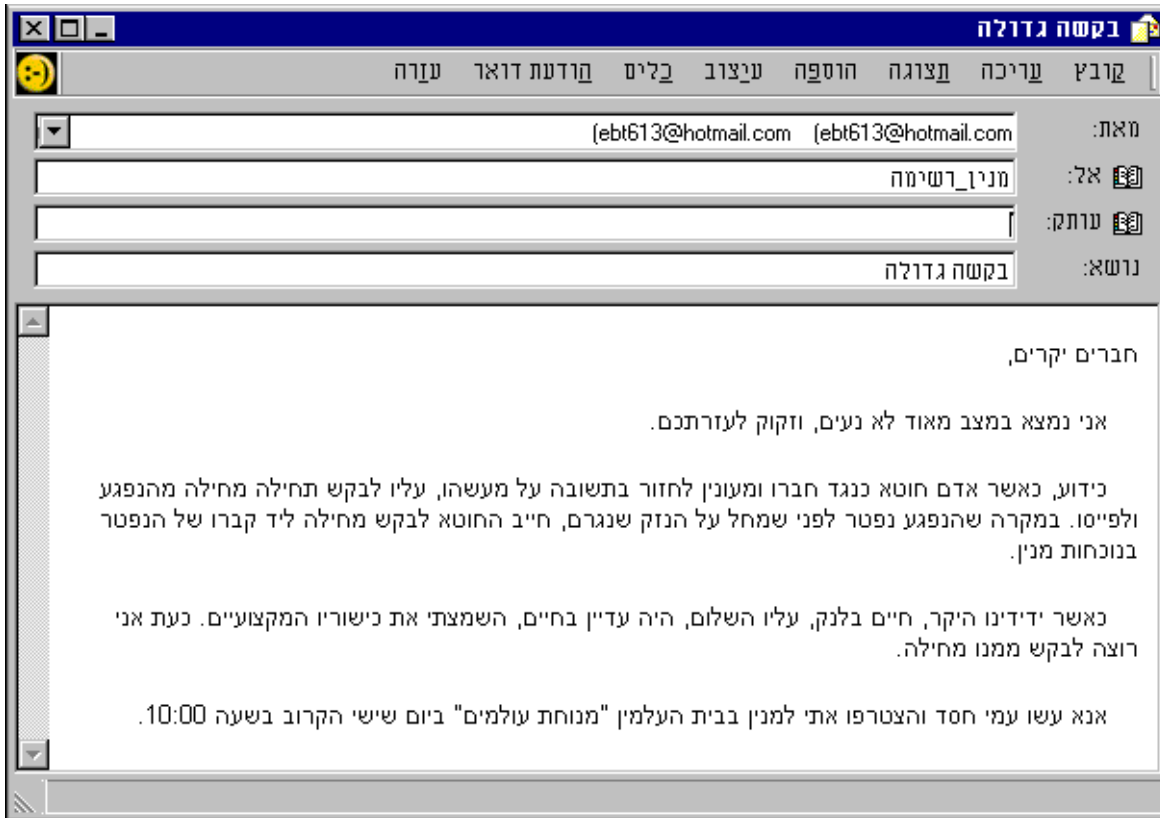 בקשה גדולה
קובץ עריכה תצוגה הוספה עיצוב כלים הודעת דואר עזרה
מאת: (ebt613@hotmail.com (ebt613@hotmail.com
אל: מנין_רשימה
עותק:
נושא: בקשה גדולה
חברים יקרים,
אני נמצא במצב מאוד לא נעים, וזקוק לעזרתכם.
כידוע, כאשר אדם חוטא כנגד חברו ומעונין לחזור בתשובה על מעשהו, עליו לבקש תחילה מחילה מהנפגע
ולפייסו. במקרה שהנפגע נפטר לפני שמחל על הנזק שנגרם, חייב החוטא לבקש מחילה ליד קברו של הנפטר
בנוכחות מנין.
כאשר ידידינו היקר, חיים בלנק, עליו השלום, היה עדיין בחיים, השמצתי את כישוריו המקצועיים. כעת אני
רוצה לבקש ממנו מחילה.
אנא עשו עמי חסד והצטרפו אתי למנין בבית העלמין "מנוחת עולמים" ביום שישי הקרוב בשעה 10:00.